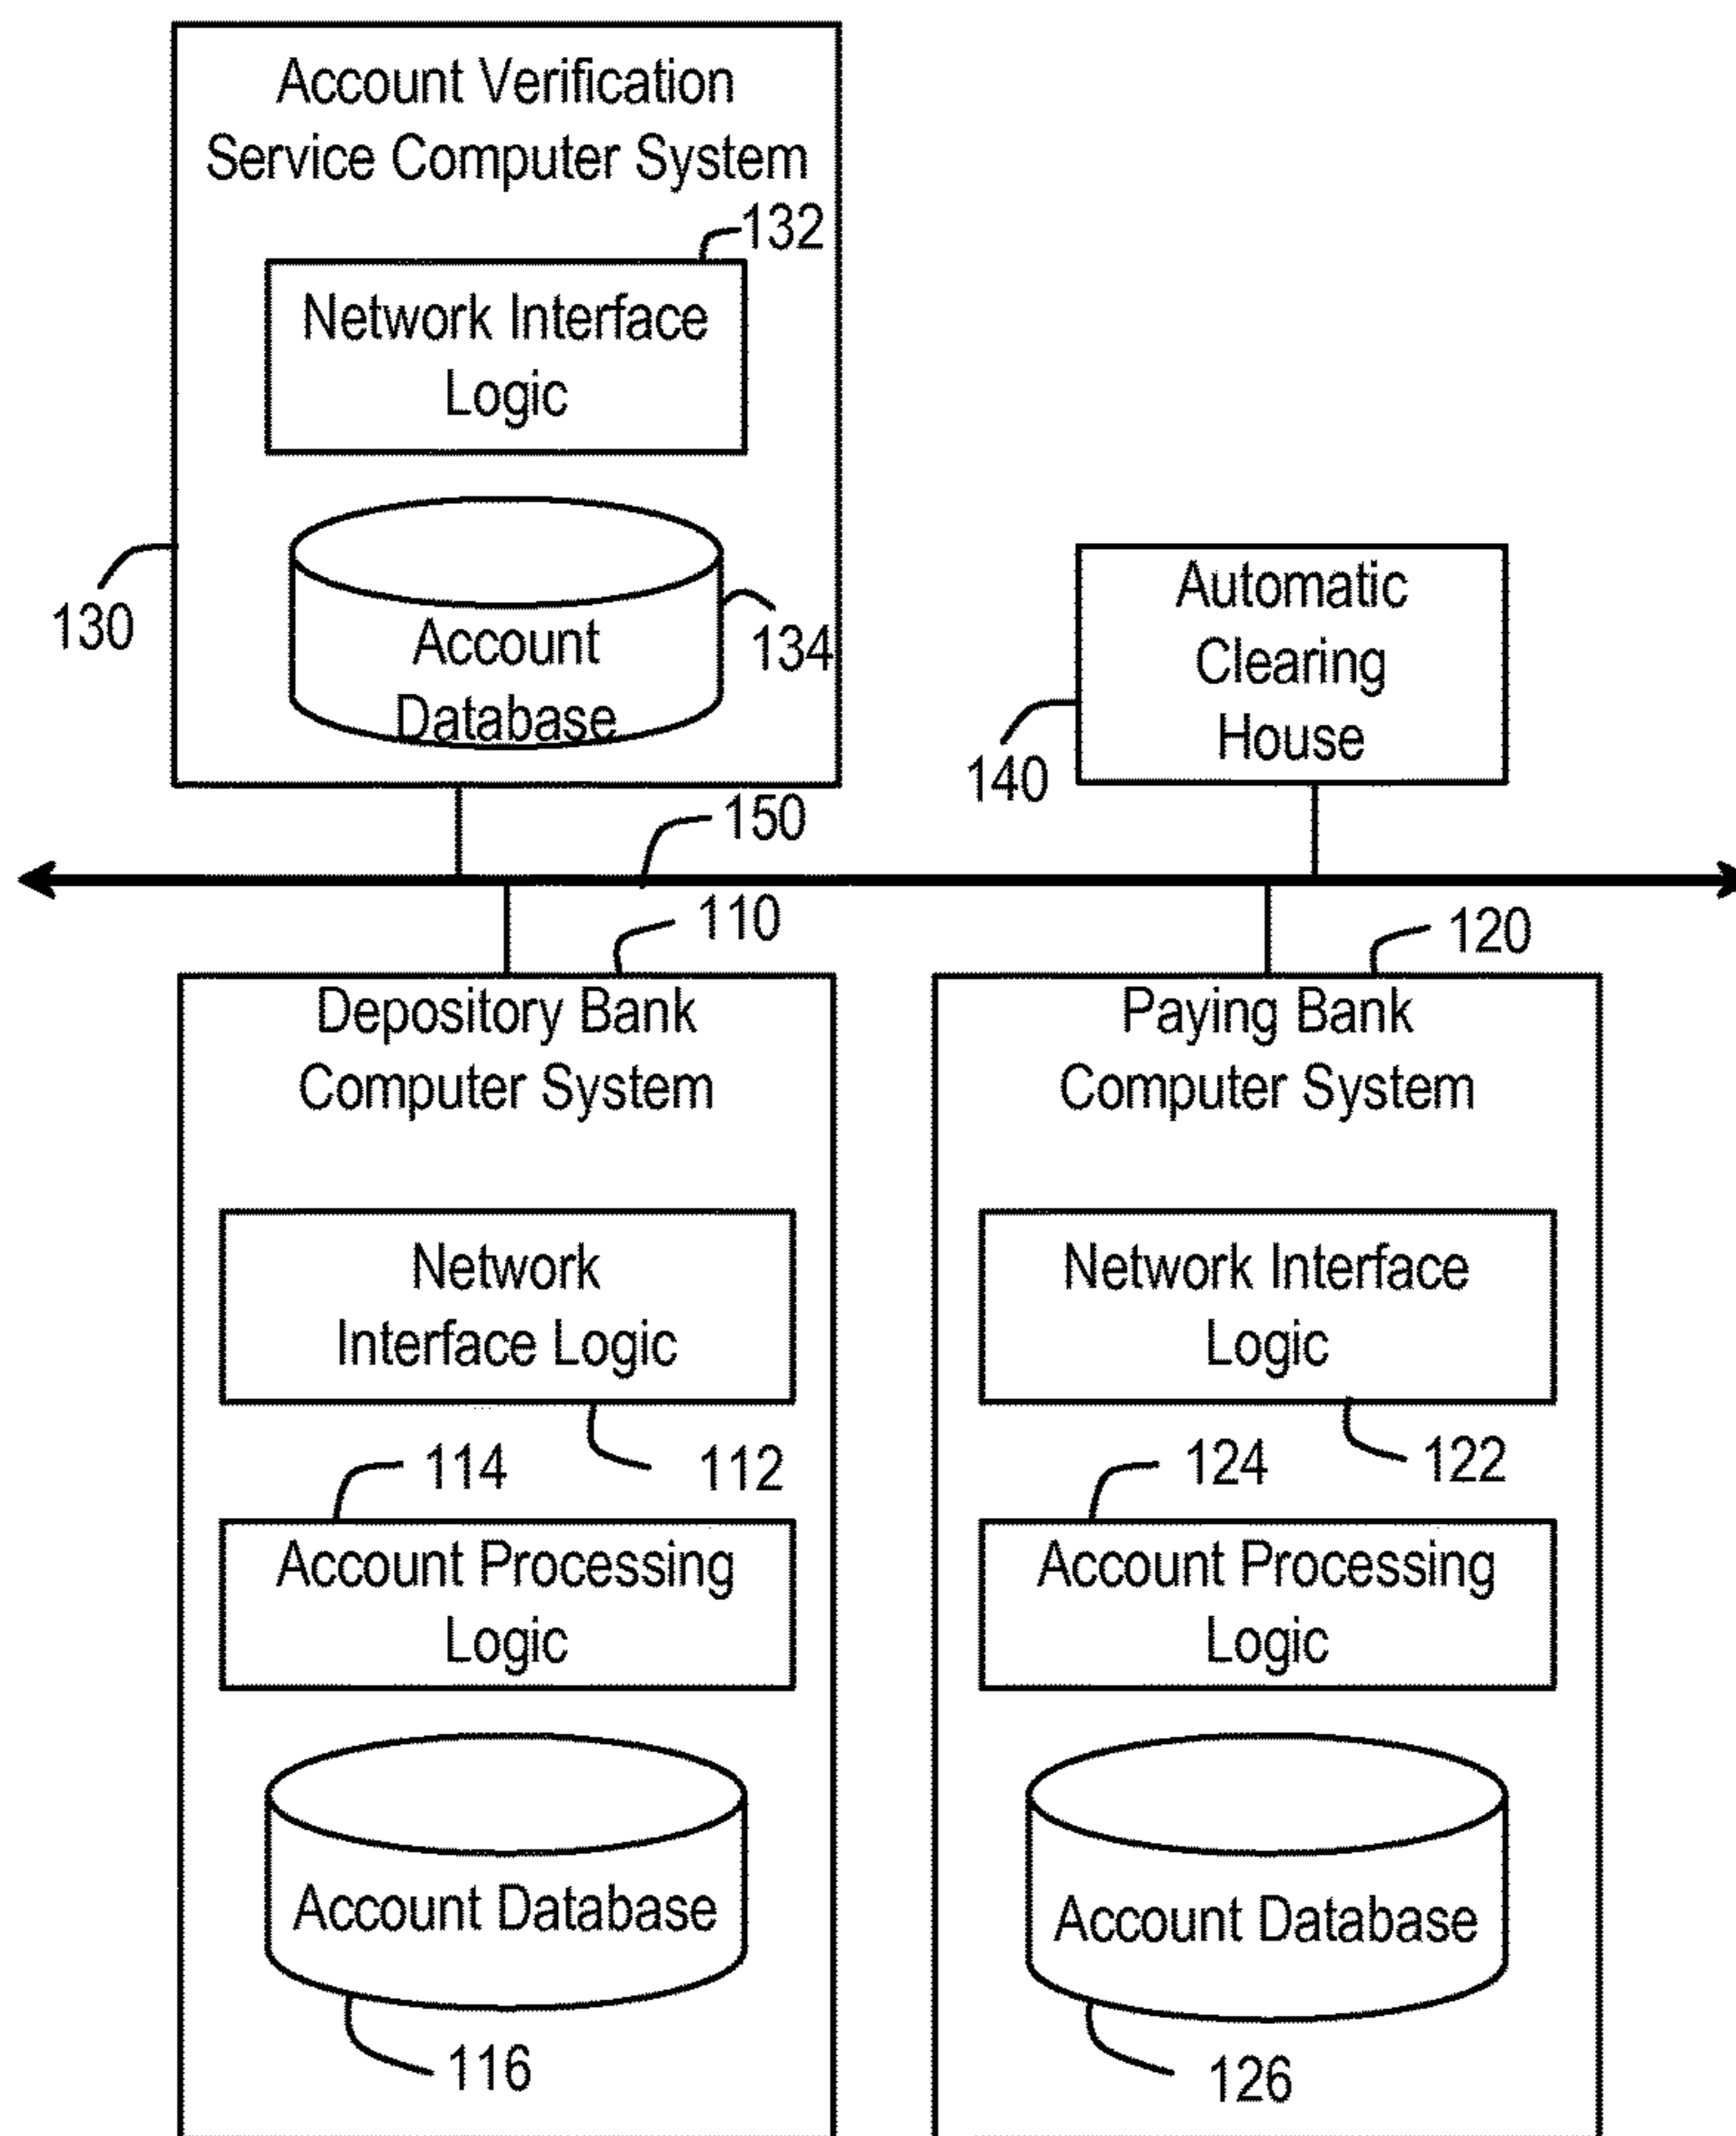 Account Verification
Service Computer System
132
Network Interface
Logic
130
Account
Database
134
Automatic
Clearing
House
140
150
110
120
Depository Bank
Computer System
Network
Interface Logic
112
114
Account Processing
Logic
Account Database
116
Paying Bank
Computer System
Network Interface
Logic
122
124
Account Processing
Logic
Account Database
126